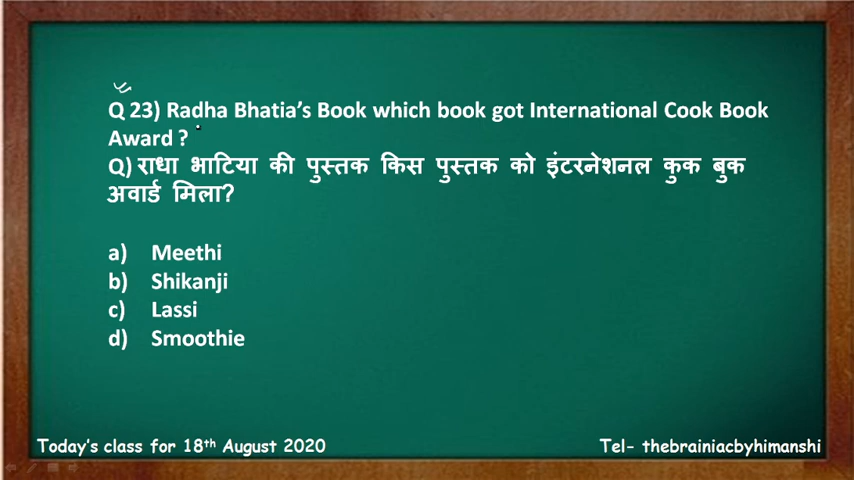 Q 23) Radha Bhatia's Book which book got International Cook Book
Award ?
Q) राधा भाटिया की पुस्तक किस पुस्तक को इंटरनेशनल कुक बुक
अवार्ड मिला?
a) Meethi
b) Shikanji
c) Lassi
d) Smoothie
Today's class for 18th August 2020
Tel- thebrainiacbyhimanshi